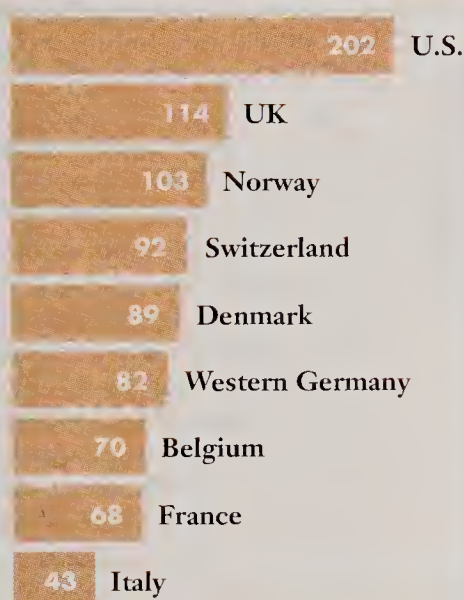 202 U.S.
114 UK
103 Norway
92 Switzerland
89 Denmark
82 Western Germany
70 Belgium
68 France
43 Italy